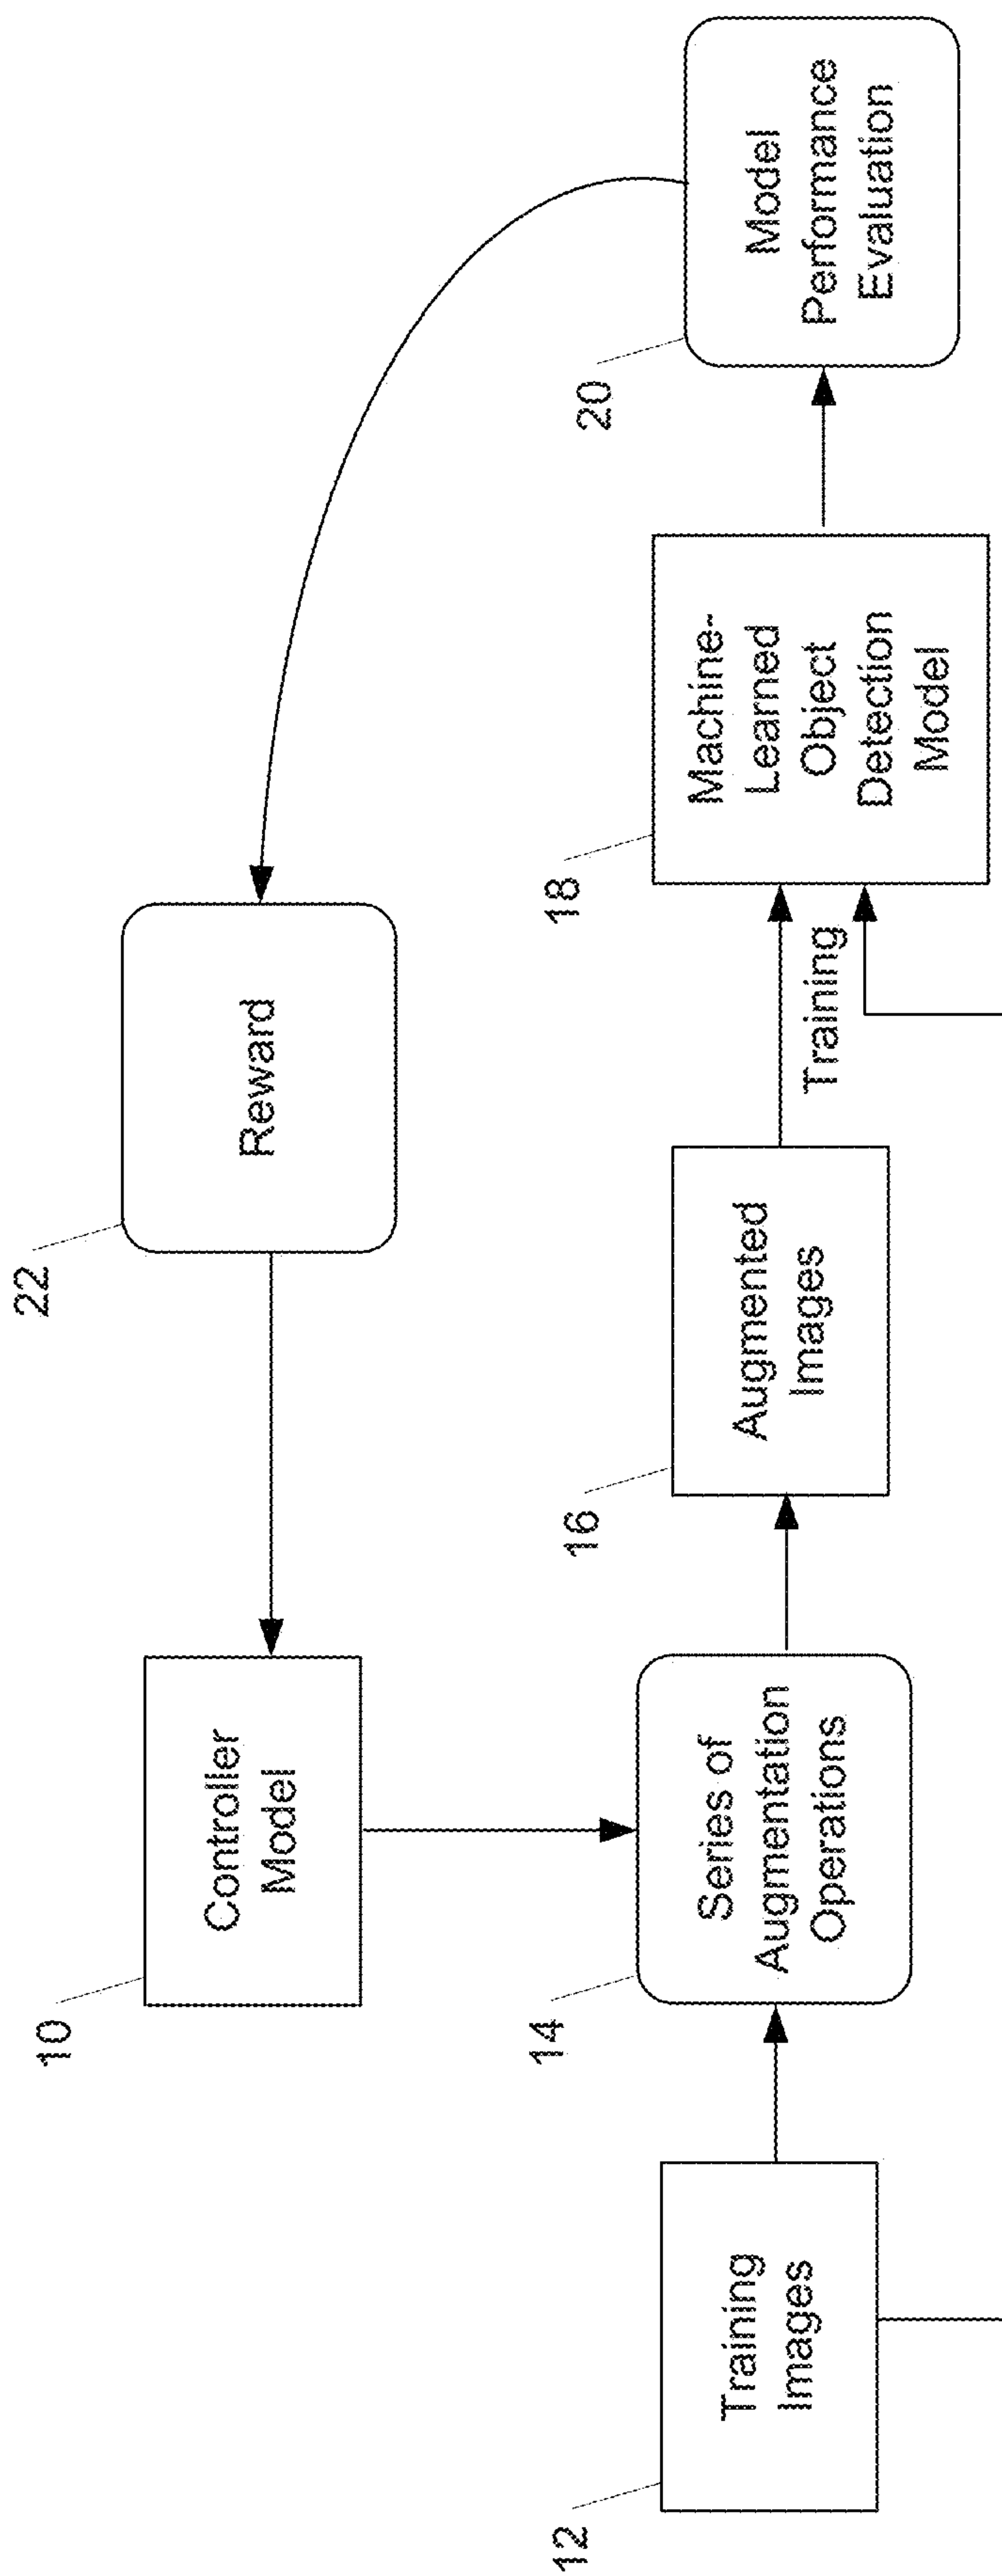 22
Reward
10
Controller
Model
20
Model
Performance
Evaluation
18
Machine-
Learned
Object
Detection
Model
Training
16
Augmented
Images
14
Series of
Augmentation
Operations
12
Training
Images